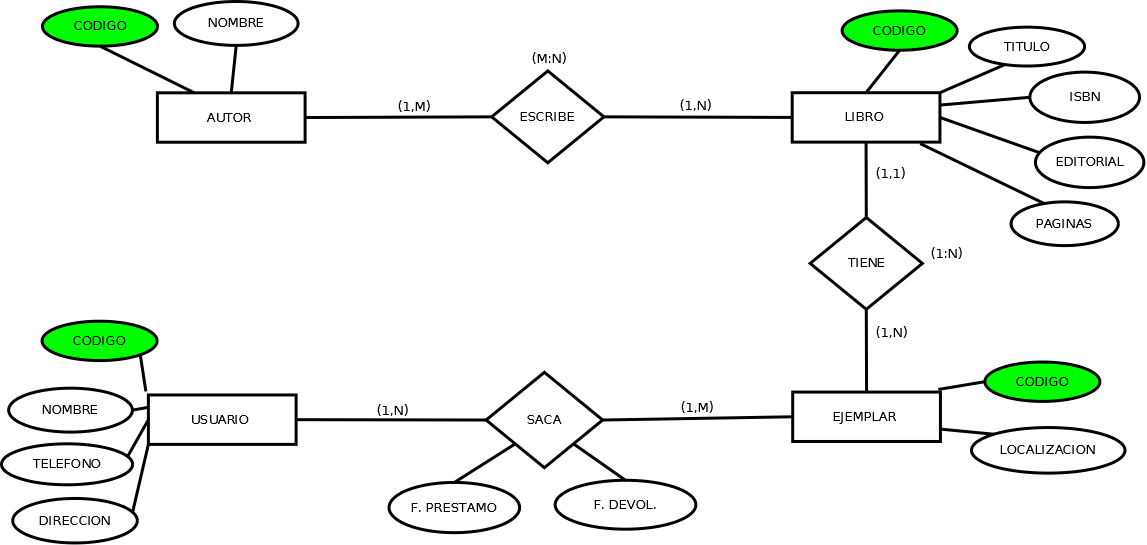 CODIGO
NOMBRE
AUTOR
(1,M)
(M:N)
ESCRIBE
(1,N)
CODIGO
TITULO
ISBN
LIBRO
EDITORIAL
PAGINAS
(1,1)
TIENE
(1:N)
(1,N)
CODIGO
NOMBRE
TELEFONO
DIRECCION
USUARIO
(1,N)
SACA
F. PRESTAMO
F. DEVOL.
(1,M)
EJEMPLAR
CODIGO
LOCALIZACION